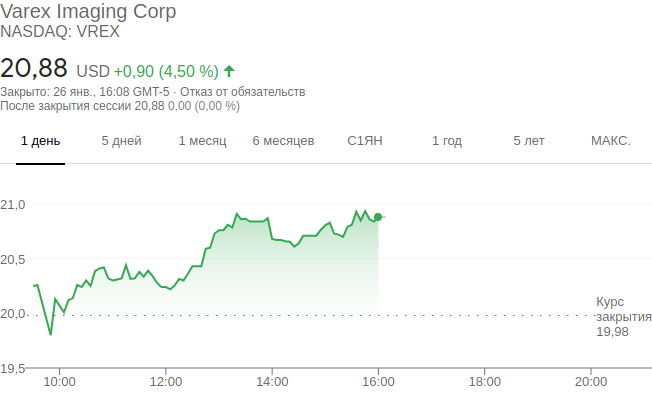 Varex Imaging Corp
NASDAQ: VREX
20,88 USD +0,90 (4,50 %)
Закрыто: 26 янв., 16:08 GMT-5 · Отказ от обязательств
После закрытия сессии 20,88 0,00 (0,00 %)
1 день 5 дней 1 месяц 6 месяцев С1ЯН 1 год 5 лет МАКС.
21,0
20,5
20,0
Курс
закрытия
19,98
19,5
10:00 12:00 14:00 16:00 18:00 20:00